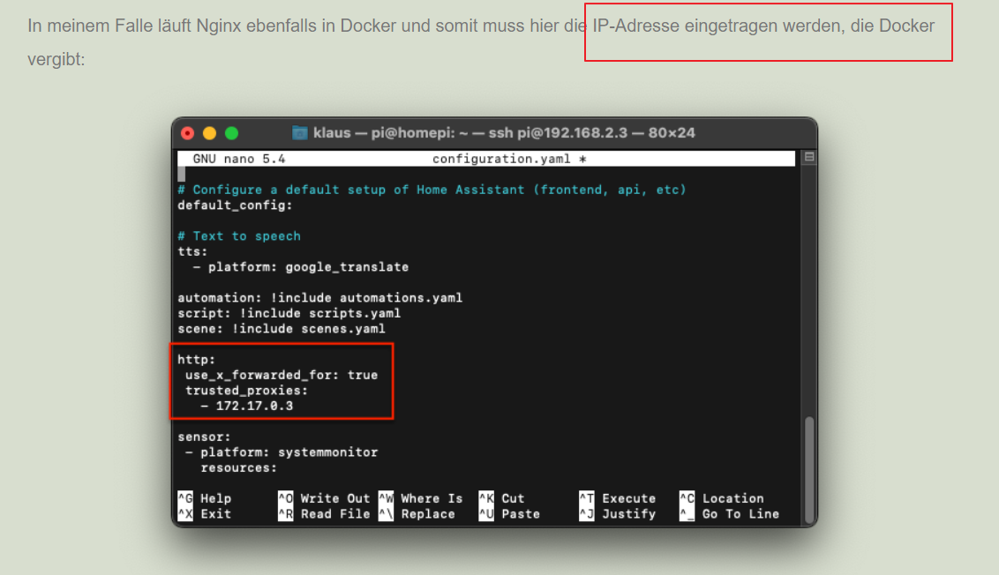 In meinem Falle läuft Nginx ebenfalls in Docker und somit muss hier die IP-Adresse eingetragen werden, die Docker
vergibt:
klaus — pi@homepi: ~ — ssh pi@192.168.2.3 — 80×24
GNU nano 5.4 configuration.yaml *
# Configure a default setup of Home Assistant (frontend, api, etc)
default_config:
# Text to speech
tts:
  - platform: google_translate
automation: !include automations.yaml
script: !include scripts.yaml
scene: !include scenes.yaml
http:
 use_x_forwarded_for: true
 trusted_proxies:
   - 172.17.0.3
sensor:
 - platform: systemmonitor
   resources:
^G Help ^O Write Out ^W Where Is ^K Cut ^T Execute ^C Location
^X Exit ^R Read File ^\ Replace ^U Paste ^J Justify ^_ Go To Line